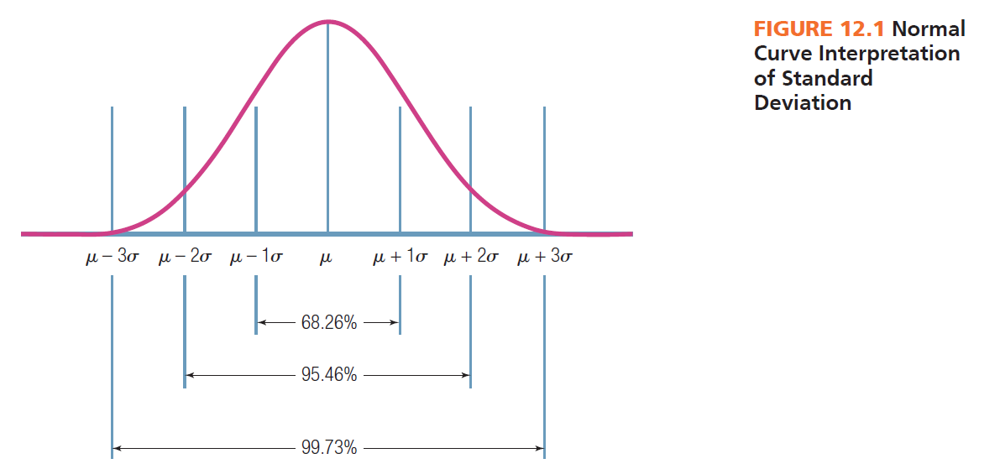 FIGURE 12.1 Normal
Curve Interpretation
of Standard
Deviation
μ – 3σ μ – 2σ μ – 1σ μ μ + 1σ μ + 2σ μ + 3σ
68.26%
95.46%
99.73%